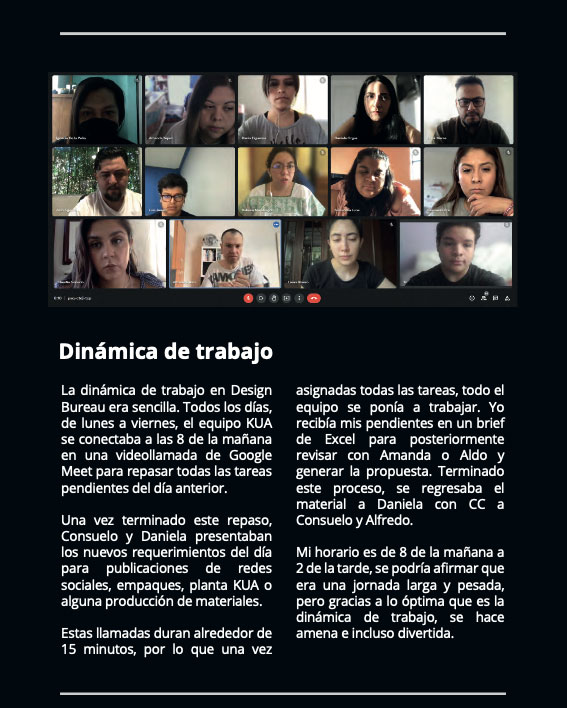 Dinámica de trabajo
La dinámica de trabajo en Design
Bureau era sencilla. Todos los días,
de lunes a viernes, el equipo KUA
se conectaba a las 8 de la mañana
en una videollamada de Google
Meet para repasar todas las tareas
pendientes del día anterior.
Una vez terminado este repaso,
Consuelo y Daniela presentaban
los nuevos requerimientos del día
para publicaciones de redes
sociales, empaques, planta KUA o
alguna producción de materiales.
Estas llamadas duran alrededor de
15 minutos, por lo que una vez
asignadas todas las tareas, todo el
equipo se ponía a trabajar. Yo
recibía mis pendientes en un brief
de Excel para posteriormente
revisar con Amanda o Aldo y
generar la propuesta. Terminado
este proceso, se regresaba el
material a Daniela con CC a
Consuelo y Alfredo.
Mi horario es de 8 de la mañana a
2 de la tarde, se podría afirmar que
era una jornada larga y pesada,
pero gracias a lo óptima que es la
dinámica de trabajo, se hace
amena e incluso divertida.